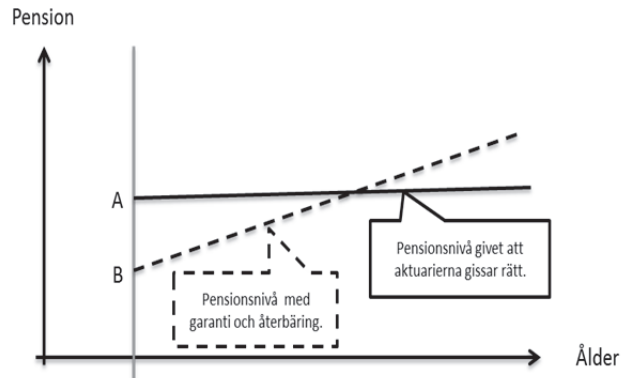 Pension
A
B
Pensionsnivå givet att
aktuarierna gissar rätt.
Pensionsnivå med
garanti och återbäring.
Ålder